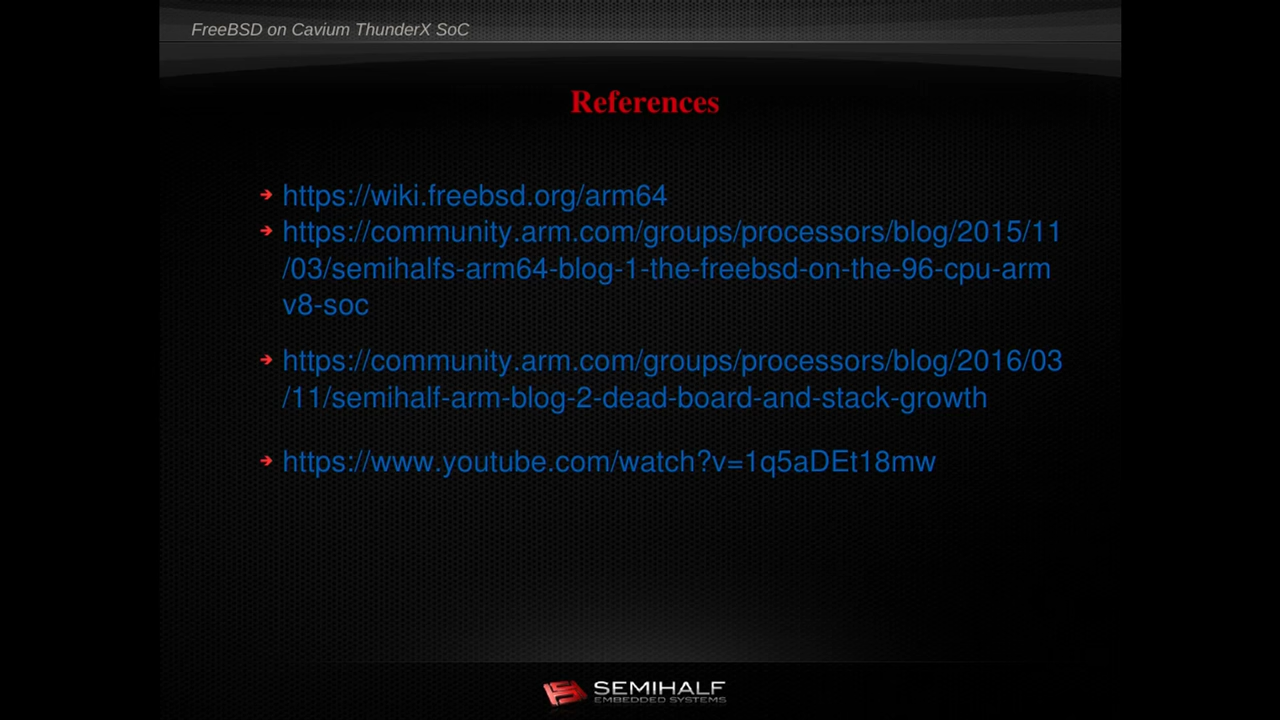 FreeBSD on Cavium ThunderX SoC
References
https://wiki.freebsd.org/arm64
https://community.arm.com/groups/processors/blog/2015/11
/03/semihalfs-arm64-blog-1-the-freebsd-on-the-96-cpu-arm
v8-soc
https://community.arm.com/groups/processors/blog/2016/03
/11/semihalf-arm-blog-2-dead-board-and-stack-growth
https://www.youtube.com/watch?v=1q5aDEt18mw
SEMIHALF
EMBEDDED SYSTEMS